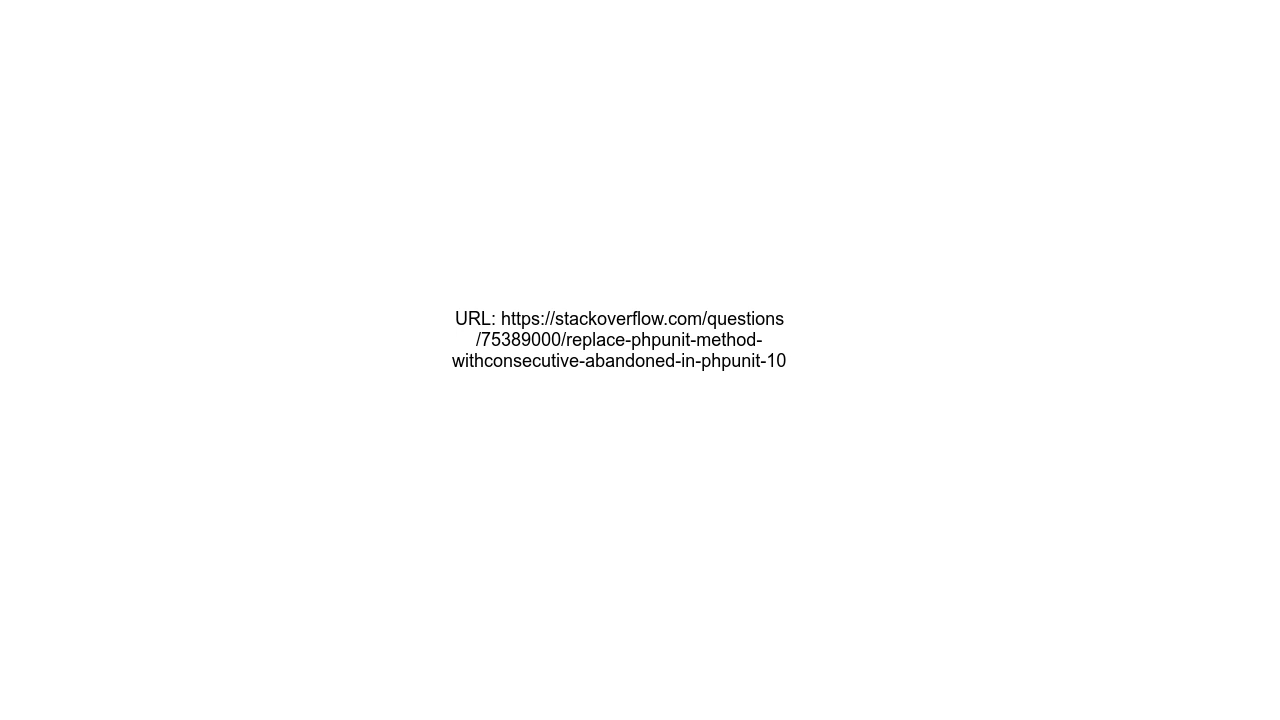 URL: https://stackoverflow.com/questions
/75389000/replace-phpunit-method-
withconsecutive-abandoned-in-phpunit-10